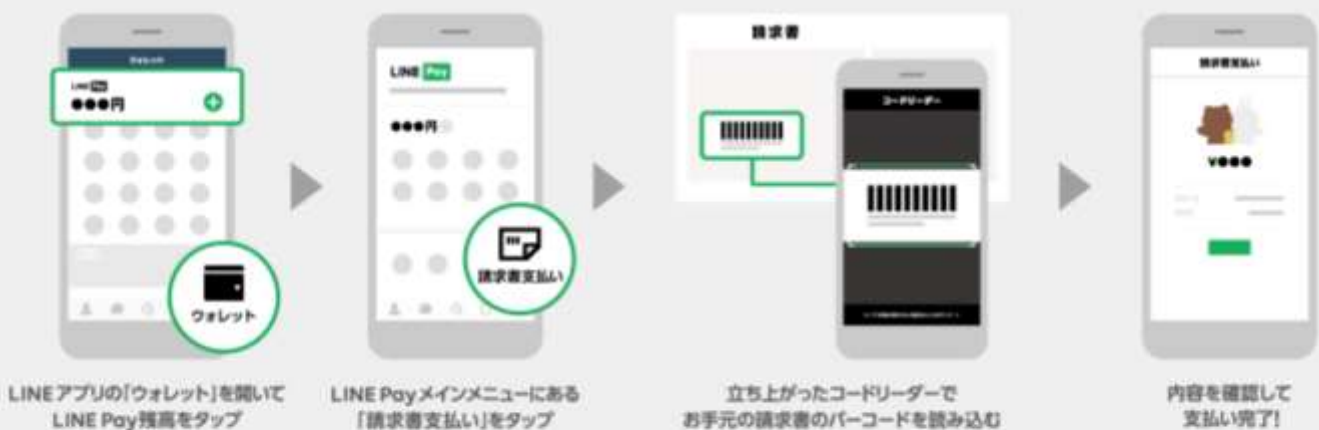 ウォレット
LINE Pay
●●●円
ウォレット
LINE Pay
●●●円
請求書支払い
請求書
コードリーダー
請求書支払い
LINEアプリの「ウォレット」を開いて
LINE Pay残高をタップ
LINE Payメインメニューにある
「請求書支払い」をタップ
立ち上がったコードリーダーで
お手元の請求書のバーコードを読み込む
内容を確認して
支払い完了!